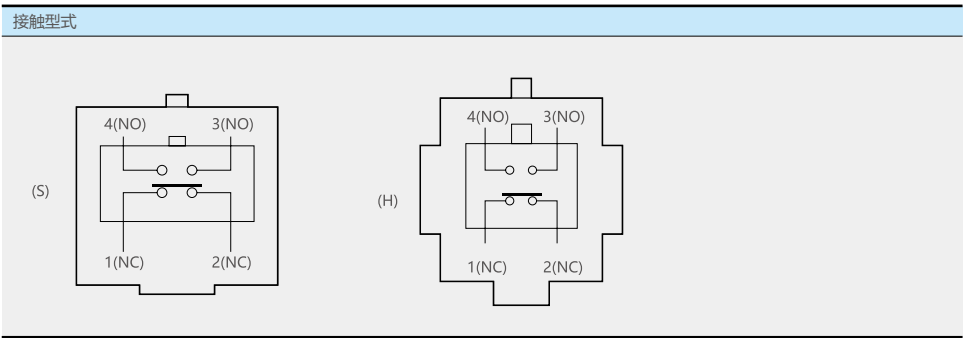 接触型式
4(NO) 3(NO)
(S)
1(NC) 2(NC)
4(NO) 3(NO)
(H)
1(NC) 2(NC)